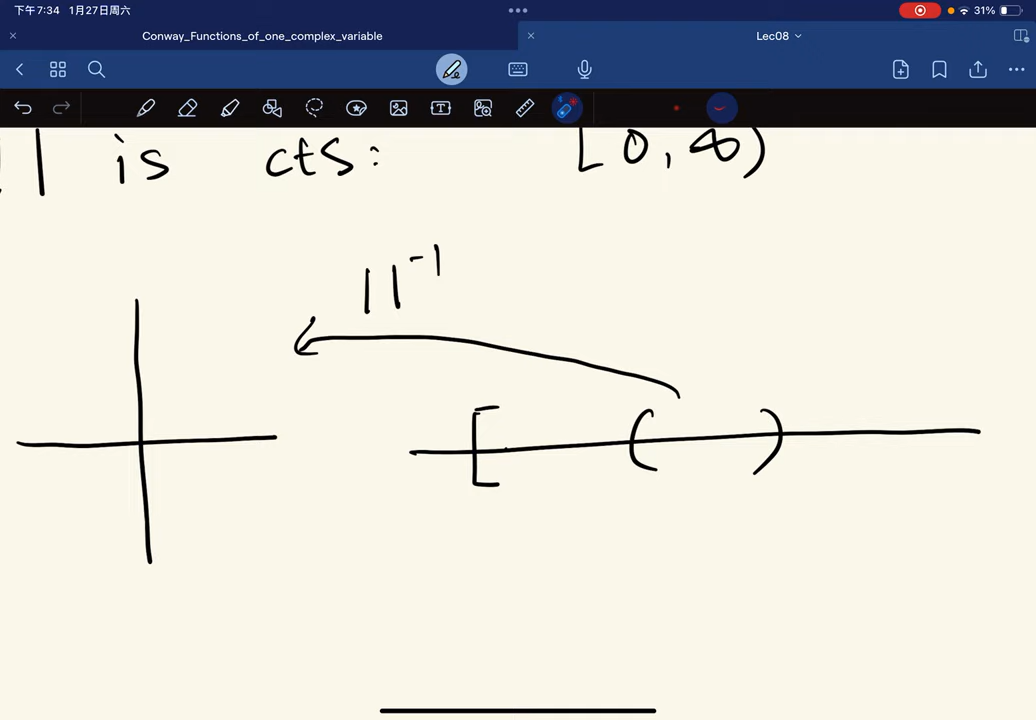 下午7:34 1月27日周六 31%
Conway_Functions_of_one_complex_variable Lec08
| is cts: [0, ∞)
||⁻¹
[ ( )